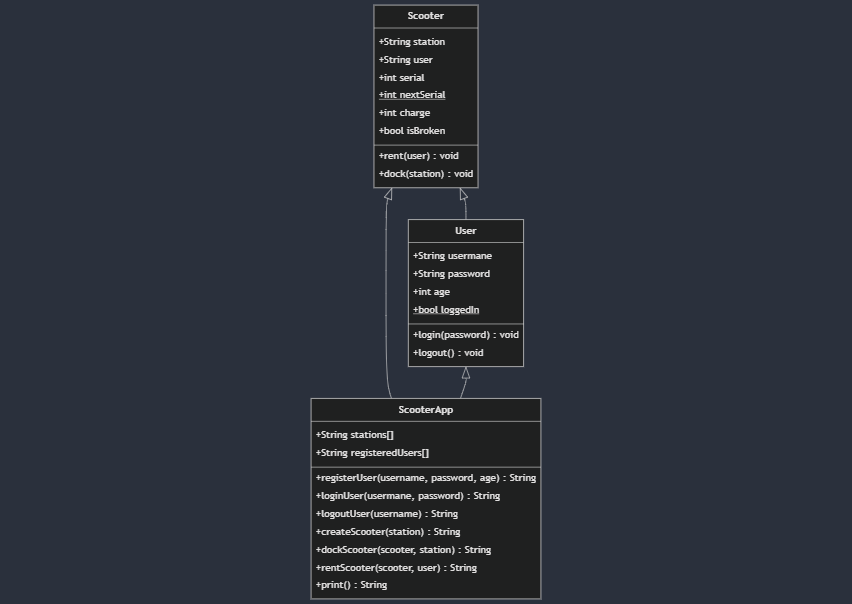 Scooter
+String station
+String user
+int serial
+int nextSerial
+int charge
+bool isBroken
+rent(user) : void
+dock(station) : void
User
+String usermane
+String password
+int age
+bool loggedIn
+login(password) : void
+logout() : void
ScooterApp
+String stations[]
+String registeredUsers[]
+registerUser(username, password, age) : String
+loginUser(usermane, password) : String
+logoutUser(username) : String
+createScooter(station) : String
+dockScooter(scooter, station) : String
+rentScooter(scooter, user) : String
+print() : String